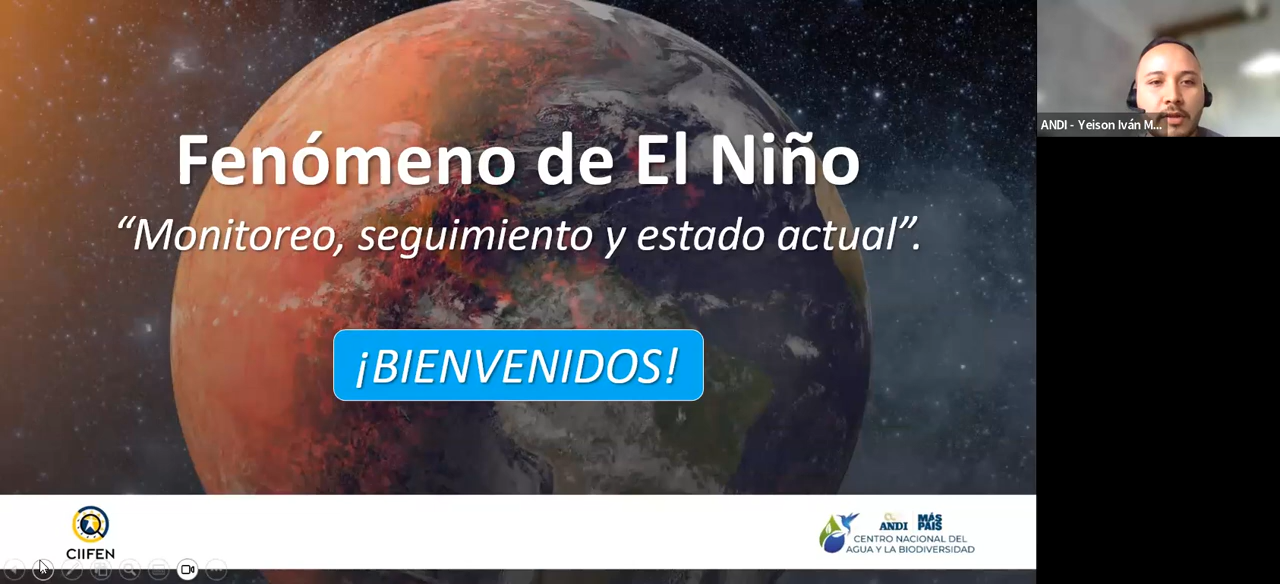 Fenómeno de El Niño
“Monitoreo, seguimiento y estado actual”.
¡BIENVENIDOS!
CIIFEN
ANDI MÁS PAÍS
CENTRO NACIONAL DEL
AGUA Y LA BIODIVERSIDAD
ANDI - Yeison Iván M...